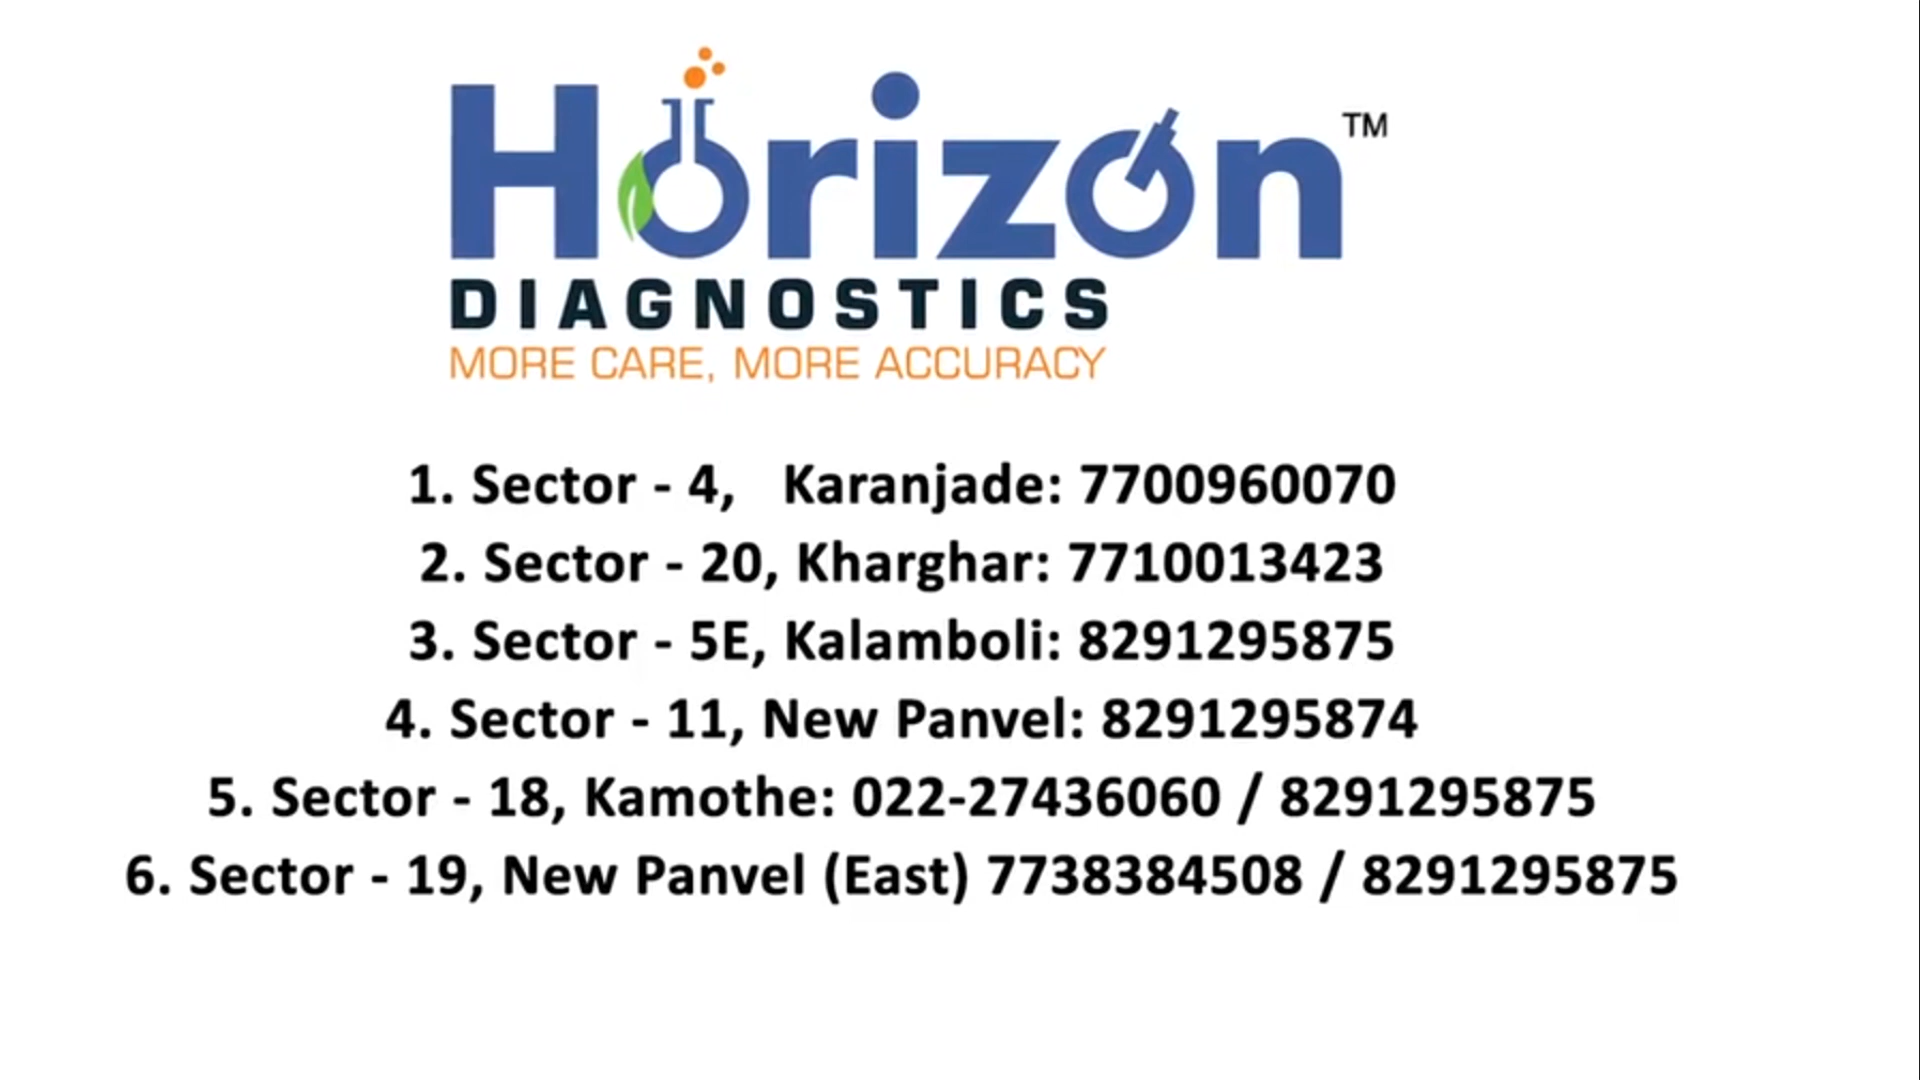 Horizon™
DIAGNOSTICS
MORE CARE, MORE ACCURACY
1. Sector - 4, Karanjade: 7700960070
2. Sector - 20, Kharghar: 7710013423
3. Sector - 5E, Kalamboli: 8291295875
4. Sector - 11, New Panvel: 8291295874
5. Sector - 18, Kamothe: 022-27436060 / 8291295875
6. Sector - 19, New Panvel (East) 7738384508 / 8291295875